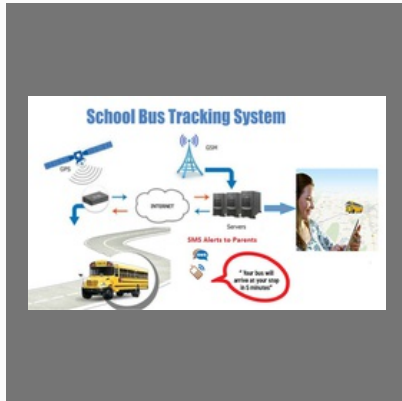 School Bus Tracking System
GSM
GPS
INTERNET
Servers
SMS Alerts to Parents
" Your bus will
arrive at your stop
in 5 minutes"